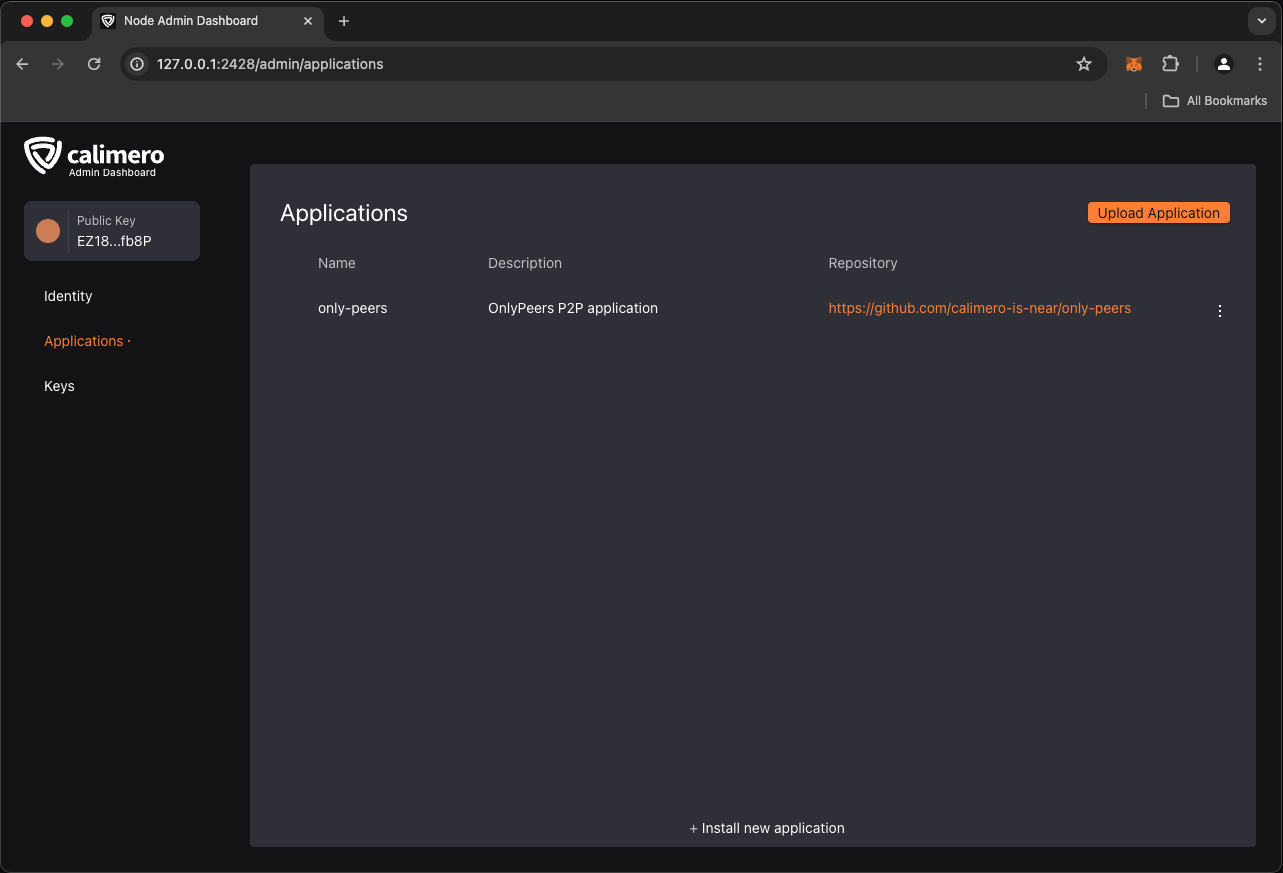 Node Admin Dashboard
127.0.0.1:2428/admin/applications
All Bookmarks
calimero
Admin Dashboard
Public Key
EZ18...fb8P
Identity
Applications ·
Keys
Applications
Upload Application
Name Description Repository
only-peers OnlyPeers P2P application https://github.com/calimero-is-near/only-peers
+ Install new application